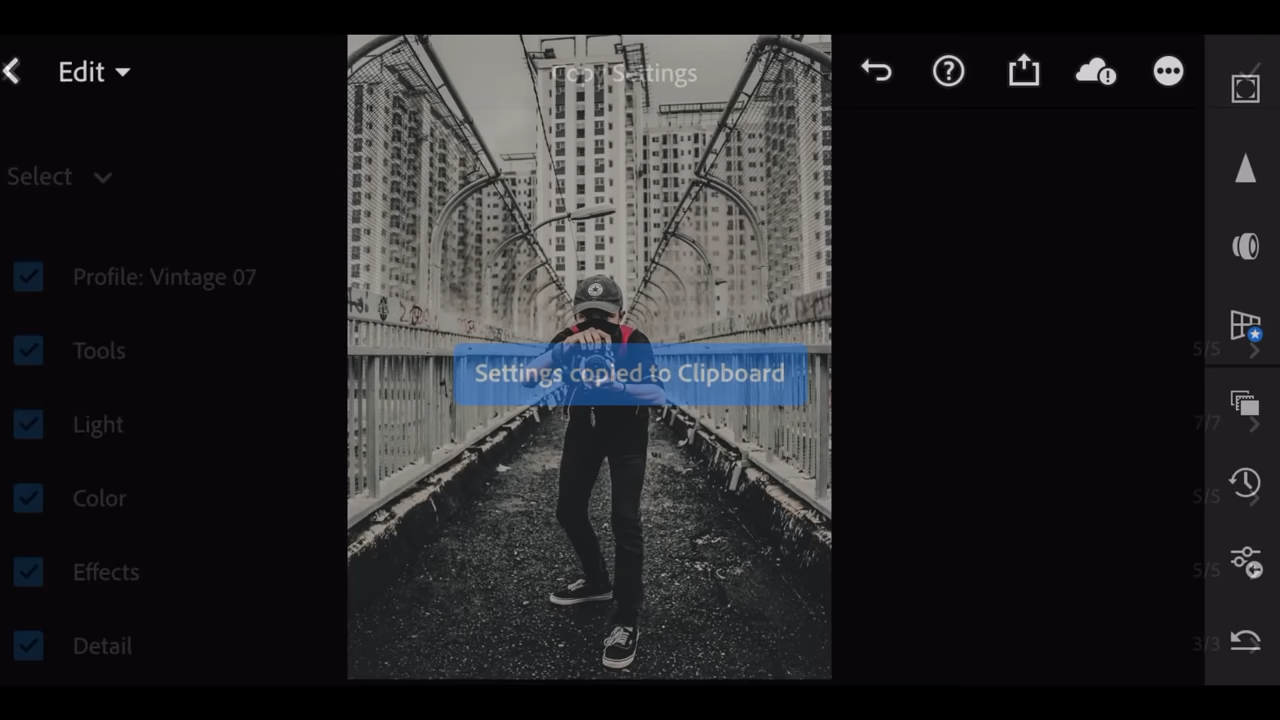 Edit
Copy Settings
Select
Profile: Vintage 07
Tools
5/5
Settings copied to Clipboard
Light
7/7
Color
5/5
Effects
5/5
Detail
3/3